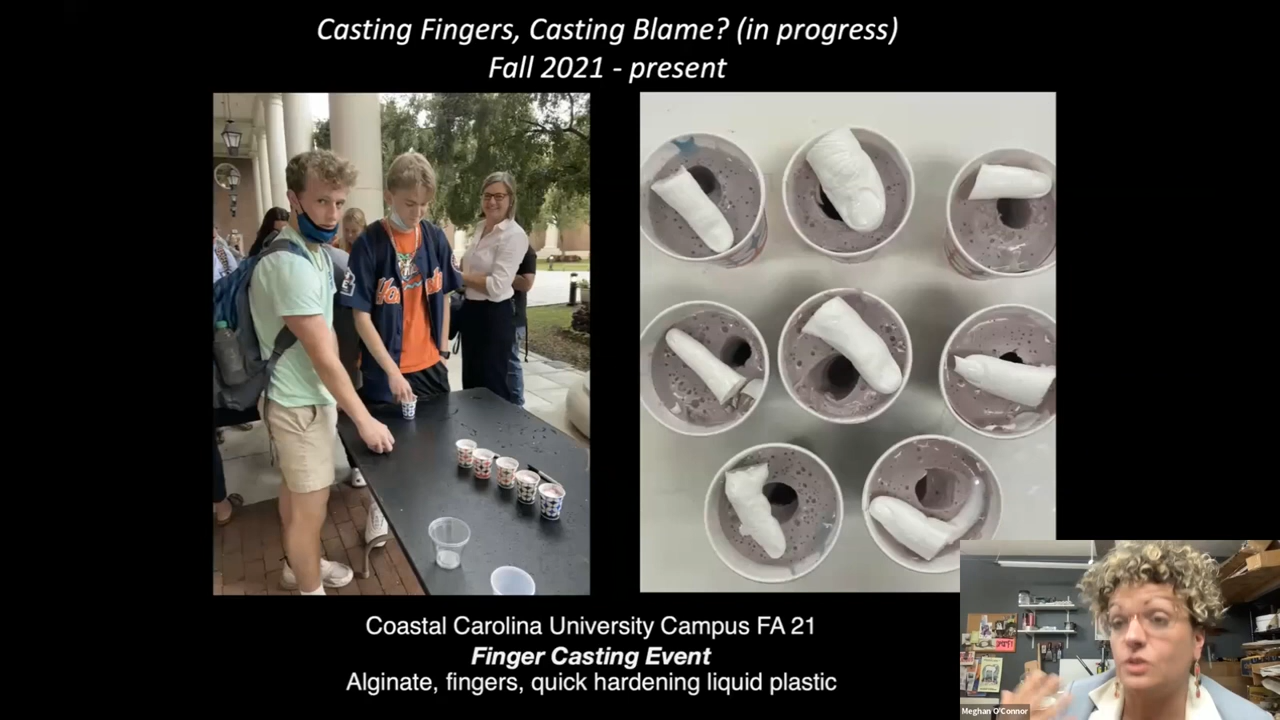 Casting Fingers, Casting Blame? (in progress)
Fall 2021 - present
Coastal Carolina University Campus FA 21
Finger Casting Event
Alginate, fingers, quick hardening liquid plastic
Meghan O'Connor